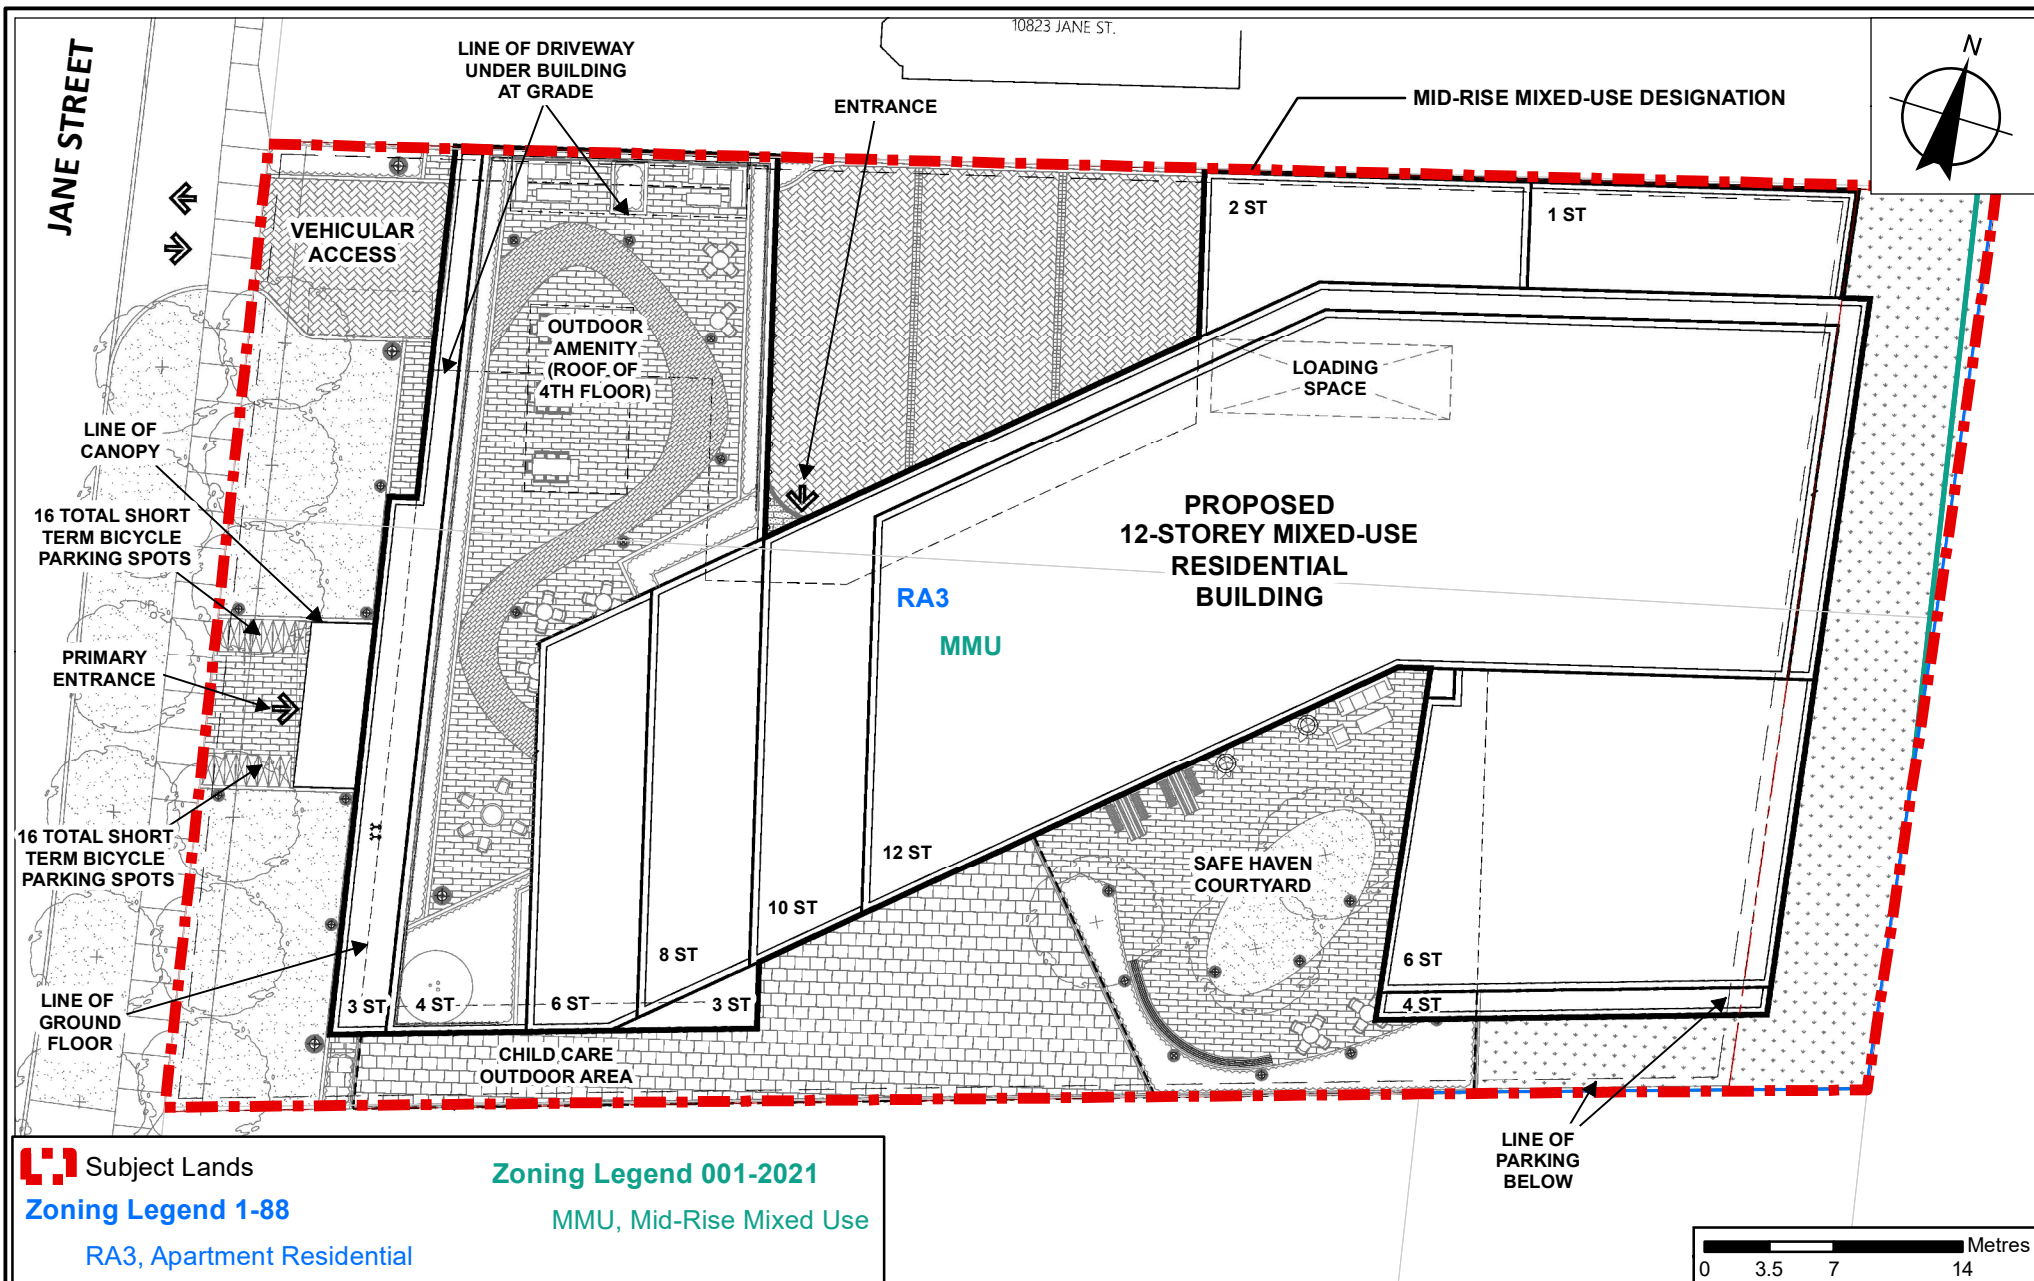 10823 JANE ST.
JANE STREET
LINE OF DRIVEWAY
UNDER BUILDING
AT GRADE
ENTRANCE
MID-RISE MIXED-USE DESIGNATION
N
VEHICULAR
ACCESS
2 ST
1 ST
OUTDOOR
AMENITY
(ROOF OF
4TH FLOOR)
LOADING
SPACE
LINE OF
CANOPY
16 TOTAL SHORT
TERM BICYCLE
PARKING SPOTS
PROPOSED
12-STOREY MIXED-USE
RESIDENTIAL
BUILDING
RA3
MMU
PRIMARY
ENTRANCE
16 TOTAL SHORT
TERM BICYCLE
PARKING SPOTS
12 ST
SAFE HAVEN
COURTYARD
10 ST
8 ST
6 ST
LINE OF
GROUND
FLOOR
3 ST
4 ST
6 ST
3 ST
4 ST
CHILD CARE
OUTDOOR AREA
LINE OF
PARKING
BELOW
Subject Lands
Zoning Legend 1-88
RA3, Apartment Residential
Zoning Legend 001-2021
MMU, Mid-Rise Mixed Use
Metres
0 3.5 7 14